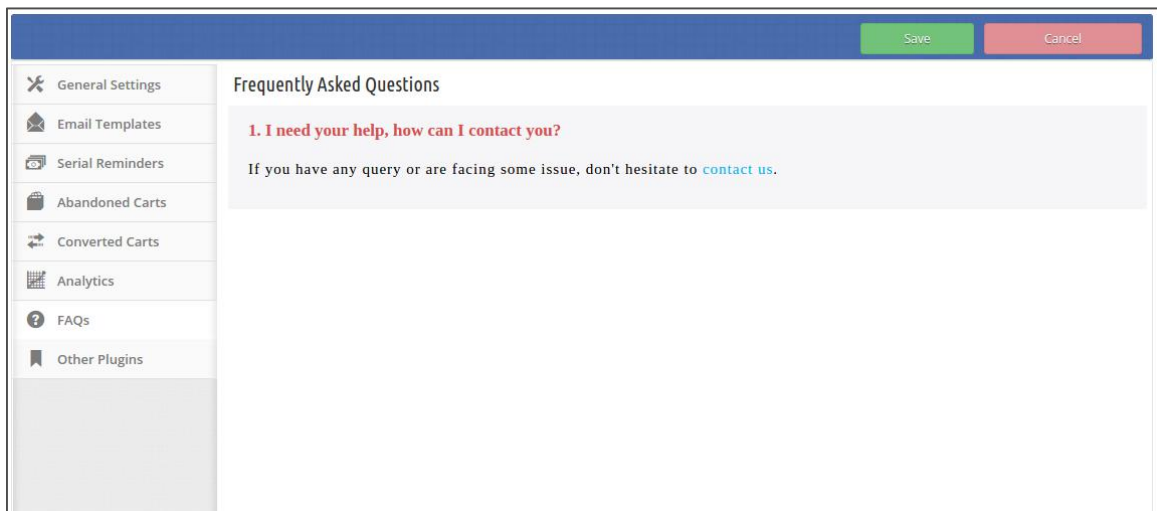 Save
Cancel
General Settings
Email Templates
Serial Reminders
Abandoned Carts
Converted Carts
Analytics
FAQs
Other Plugins
Frequently Asked Questions
1. I need your help, how can I contact you?
If you have any query or are facing some issue, don't hesitate to contact us.